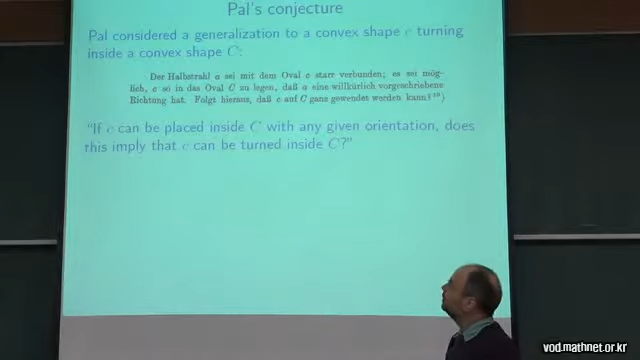 Pal's conjecture
Pal considered a generalization to a convex shape c turning
inside a convex shape C:
Der Halbstrahl a sei mit dem Oval c starr verbunden; es sei mög-
lich, c so in das Oval C zu legen, daß a eine willkürlich vorgeschriebene
Richtung hat. Folgt hieraus, daß c auf C ganz gewendet werden kann? ¹⁰)
"If c can be placed inside C with any given orientation, does
this imply that c can be turned inside C?"
vod.mathnet.or.kr